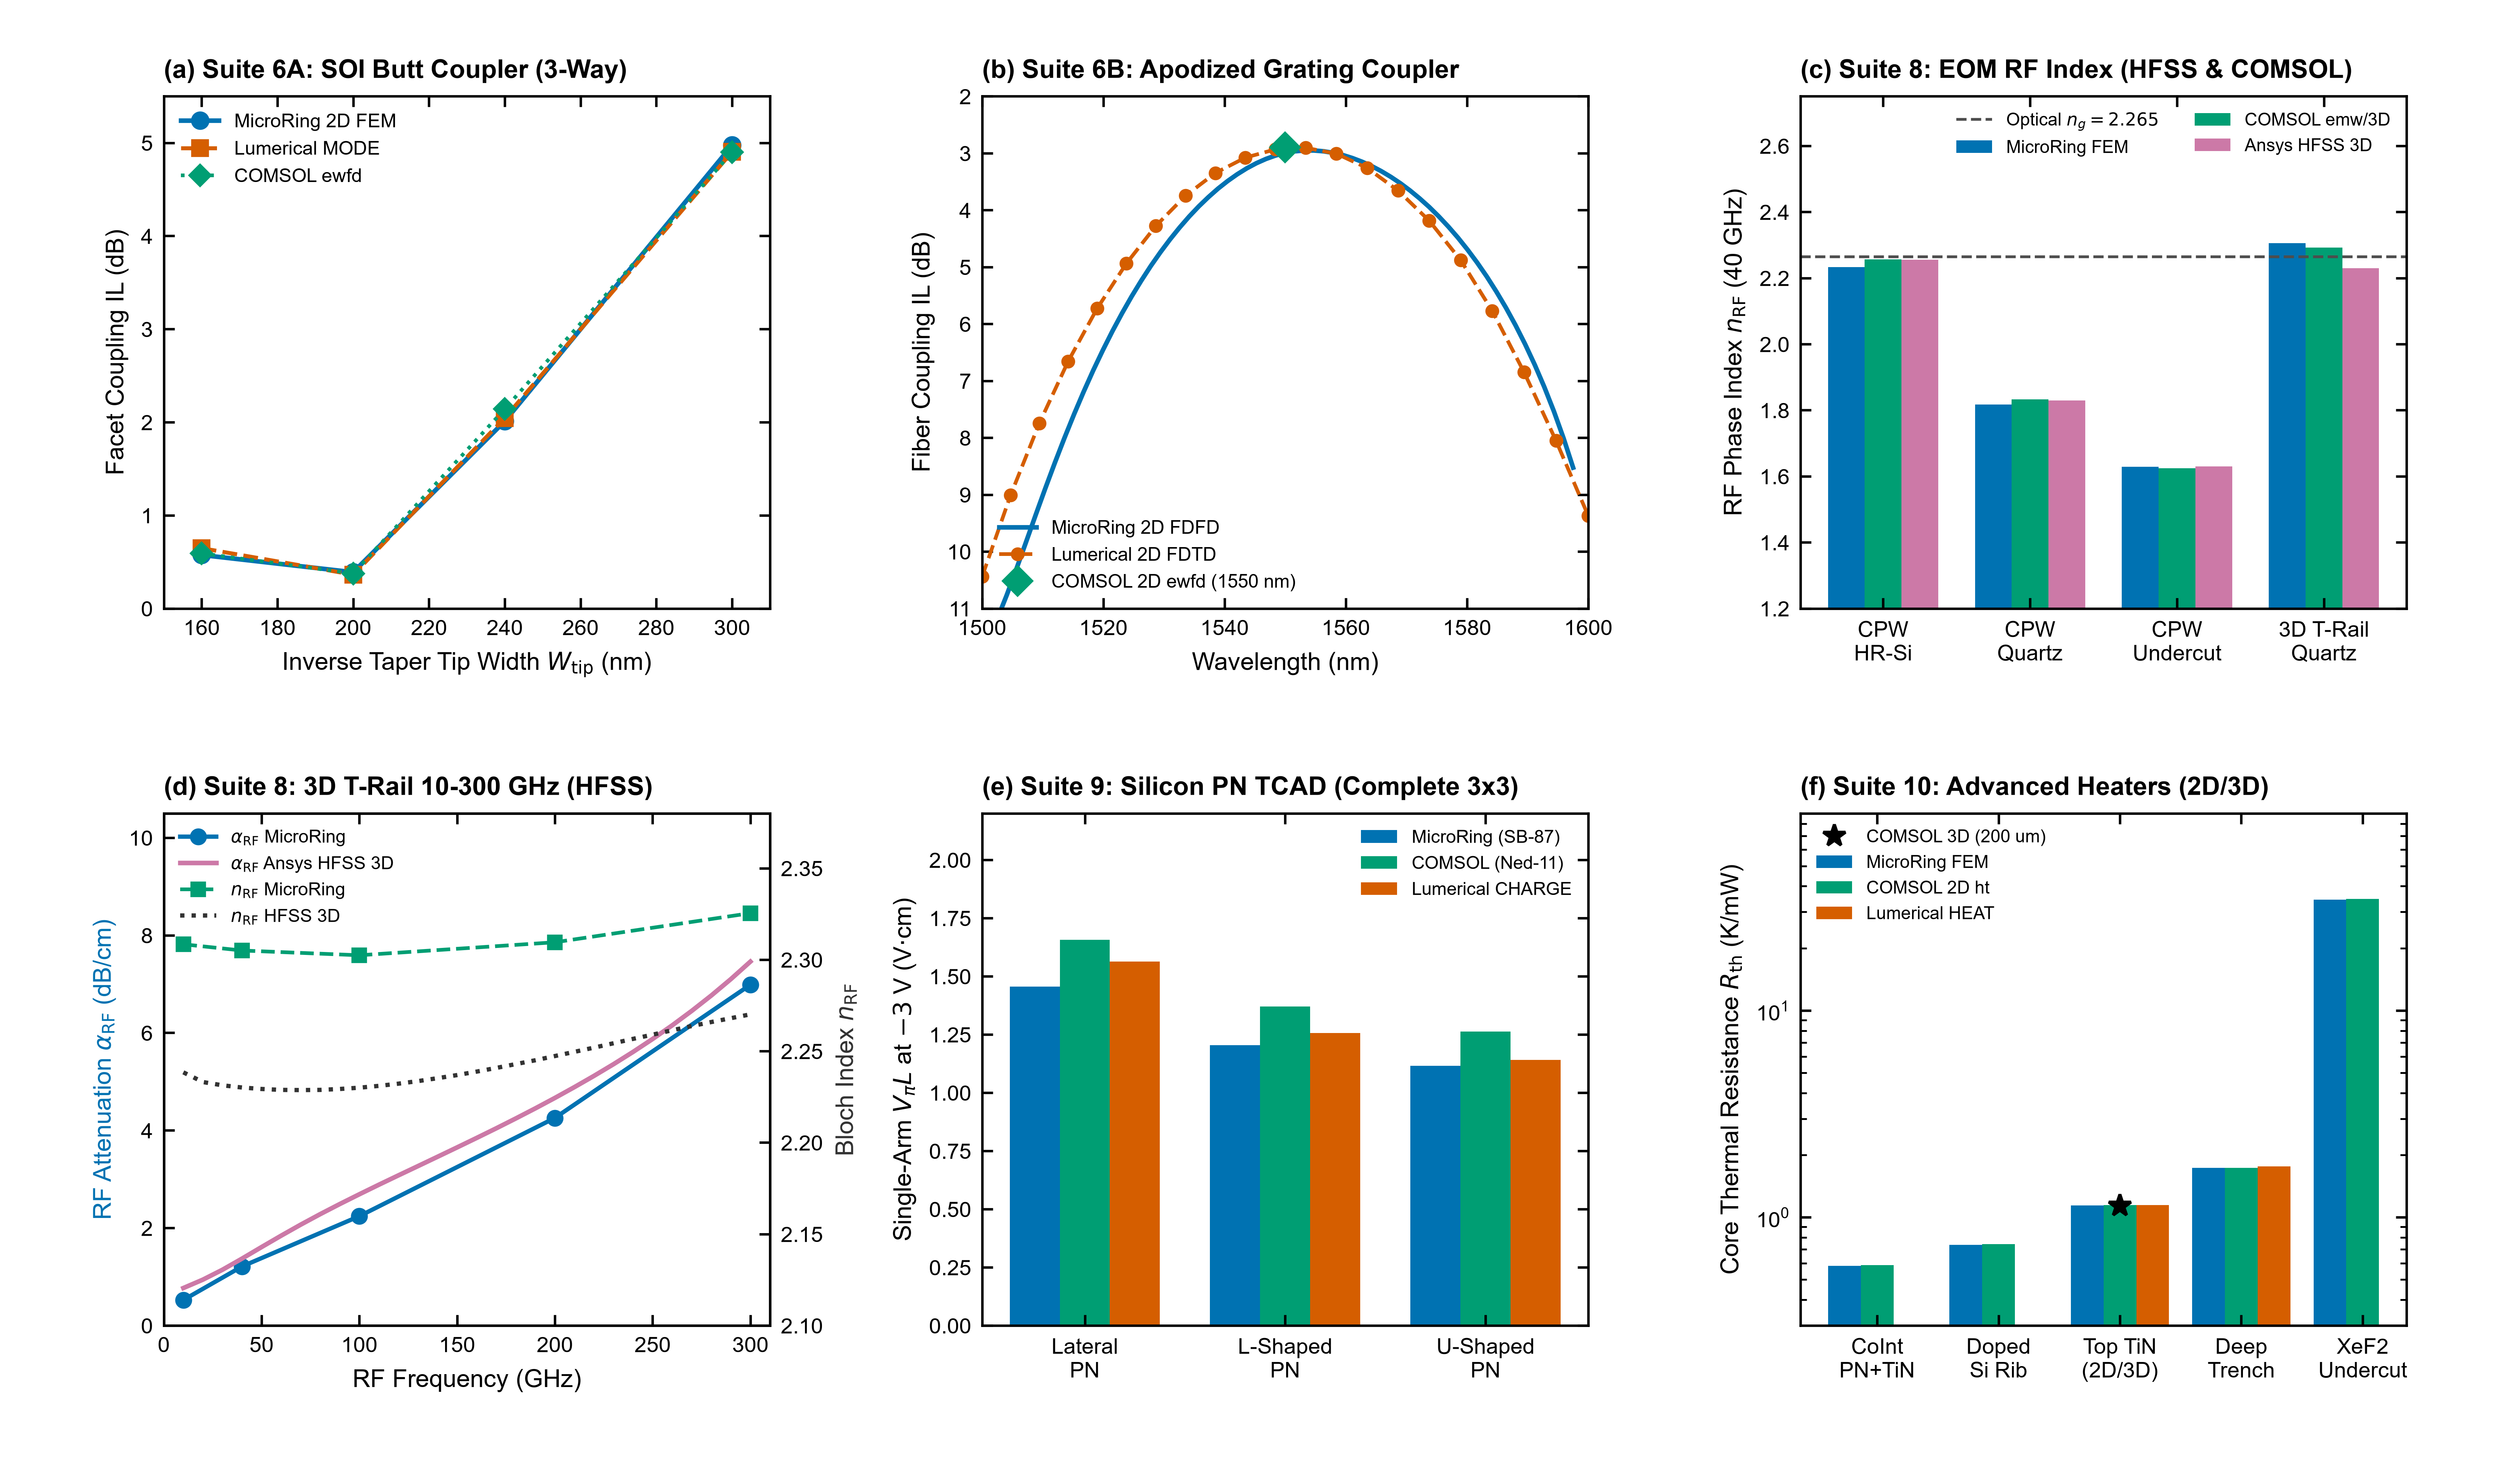 (a) Suite 6A: SOI Butt Coupler (3-Way)
MicroRing 2D FEM
Lumerical MODE
COMSOL ewfd
Facet Coupling IL (dB)
5
4
3
2
1
0
160 180 200 220 240 260 280 300
Inverse Taper Tip Width W_tip (nm)
(b) Suite 6B: Apodized Grating Coupler
Fiber Coupling IL (dB)
2
3
4
5
6
7
8
9
10
11
MicroRing 2D FDFD
Lumerical 2D FDTD
COMSOL 2D ewfd (1550 nm)
1500 1520 1540 1560 1580 1600
Wavelength (nm)
(c) Suite 8: EOM RF Index (HFSS & COMSOL)
Optical n_g = 2.265
MicroRing FEM
COMSOL emw/3D
Ansys HFSS 3D
RF Phase Index n_RF (40 GHz)
2.6
2.4
2.2
2.0
1.8
1.6
1.4
1.2
CPW
HR-Si
CPW
Quartz
CPW
Undercut
3D T-Rail
Quartz
(d) Suite 8: 3D T-Rail 10-300 GHz (HFSS)
α_RF MicroRing
α_RF Ansys HFSS 3D
n_RF MicroRing
n_RF HFSS 3D
RF Attenuation α_RF (dB/cm)
10
8
6
4
2
0
2.35
2.30
2.25
2.20
2.15
2.10
Bloch Index n_RF
0 50 100 150 200 250 300
RF Frequency (GHz)
(e) Suite 9: Silicon PN TCAD (Complete 3x3)
MicroRing (SB-87)
COMSOL (Ned-11)
Lumerical CHARGE
Single-Arm V_πL at −3 V (V·cm)
2.00
1.75
1.50
1.25
1.00
0.75
0.50
0.25
0.00
Lateral
PN
L-Shaped
PN
U-Shaped
PN
(f) Suite 10: Advanced Heaters (2D/3D)
COMSOL 3D (200 um)
MicroRing FEM
COMSOL 2D ht
Lumerical HEAT
Core Thermal Resistance R_th (K/mW)
10^1
10^0
CoInt
PN+TiN
Doped
Si Rib
Top TiN
(2D/3D)
Deep
Trench
XeF2
Undercut